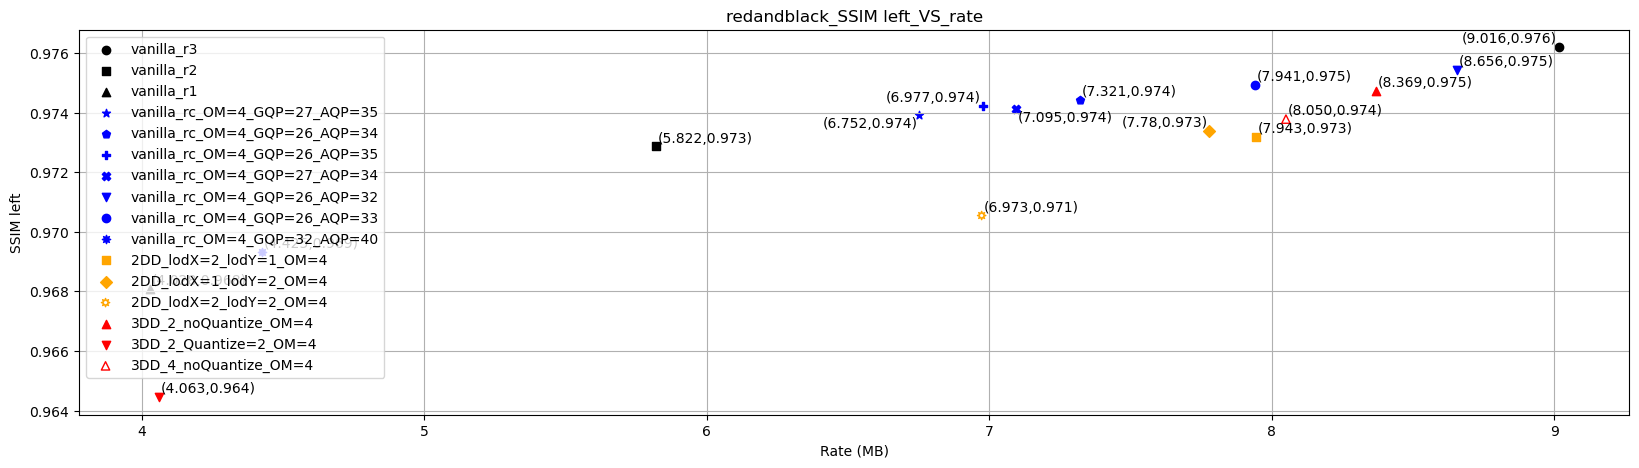 redandblack_SSIM left_VS_rate
SSIM left
0.976
0.974
0.972
0.970
0.968
0.966
0.964
vanilla_r3
vanilla_r2
vanilla_r1
vanilla_rc_OM=4_GQP=27_AQP=35
vanilla_rc_OM=4_GQP=26_AQP=34
vanilla_rc_OM=4_GQP=26_AQP=35
vanilla_rc_OM=4_GQP=27_AQP=34
vanilla_rc_OM=4_GQP=26_AQP=32
vanilla_rc_OM=4_GQP=26_AQP=33
vanilla_rc_OM=4_GQP=32_AQP=40
2DD_lodX=2_lodY=1_OM=4
2DD_lodX=1_lodY=2_OM=4
2DD_lodX=2_lodY=2_OM=4
3DD_2_noQuantize_OM=4
3DD_2_Quantize=2_OM=4
3DD_4_noQuantize_OM=4
(9.016,0.976)
(8.656,0.975)
(7.941,0.975)
(8.369,0.975)
(7.321,0.974)
(6.977,0.974)
(8.050,0.974)
(7.095,0.974)
(6.752,0.974)
(7.78,0.973)
(7.943,0.973)
(5.822,0.973)
(6.973,0.971)
(4.063,0.964)
4
5
6
7
8
9
Rate (MB)